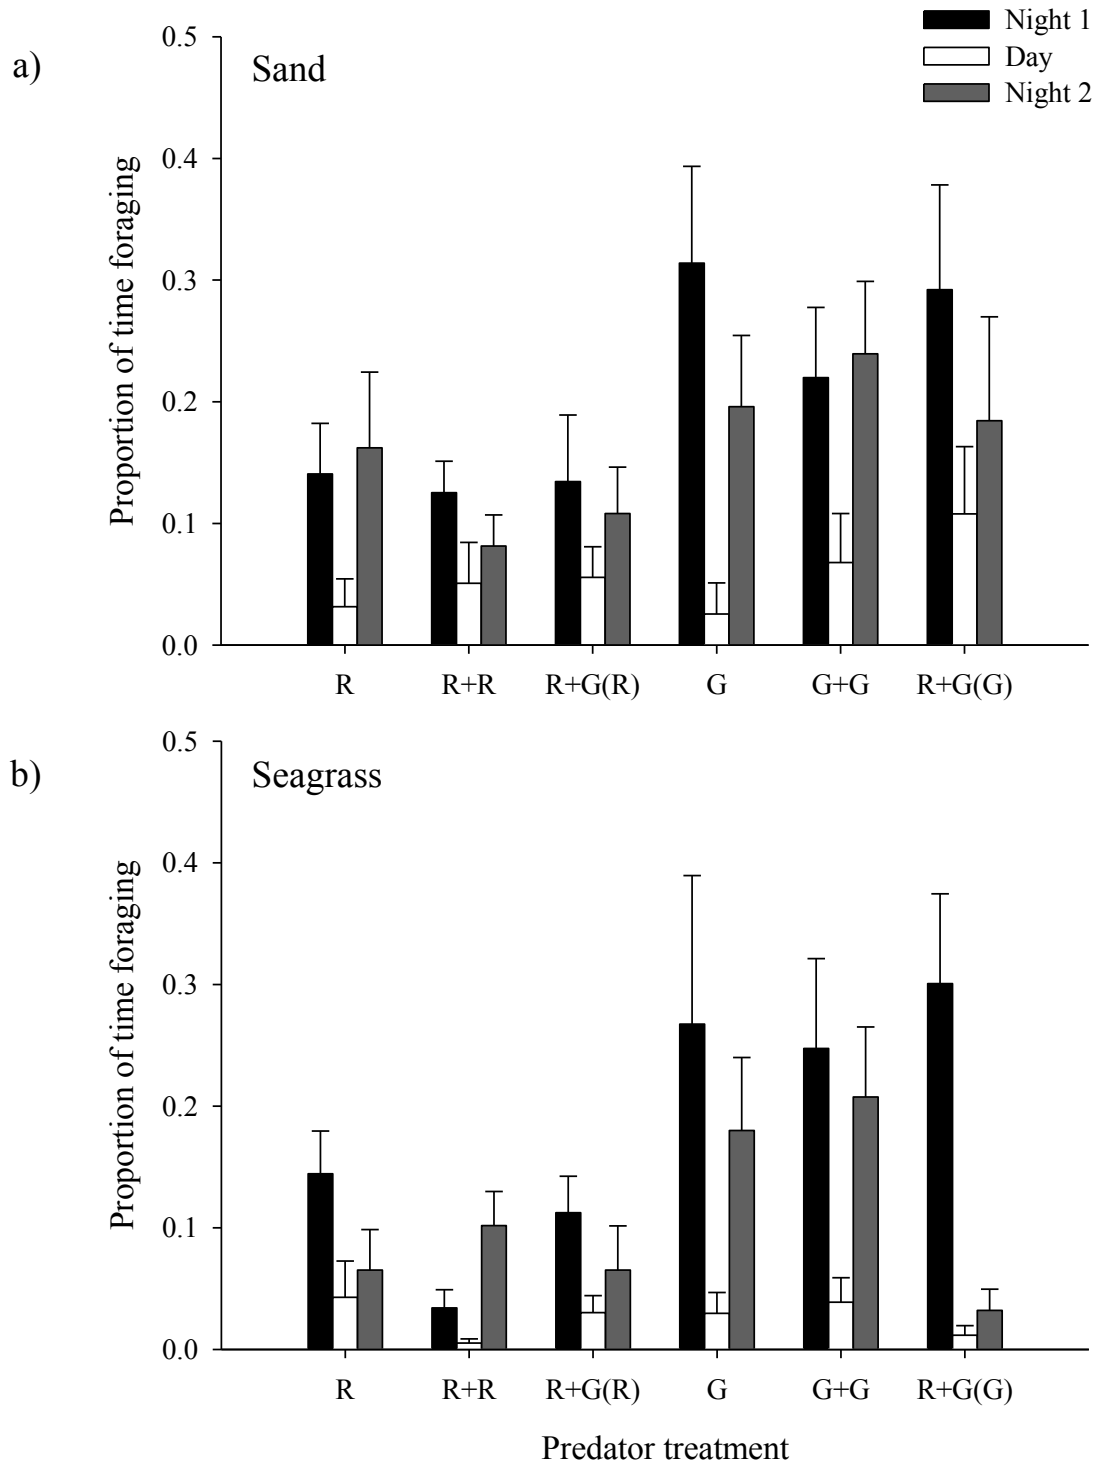 Night 1
Day
Night 2
a)
Sand
Proportion of time foraging
0.5
0.4
0.3
0.2
0.1
0.0
R R+R R+G(R) G G+G R+G(G)
b)
Seagrass
Proportion of time foraging
0.5
0.4
0.3
0.2
0.1
0.0
R R+R R+G(R) G G+G R+G(G)
Predator treatment